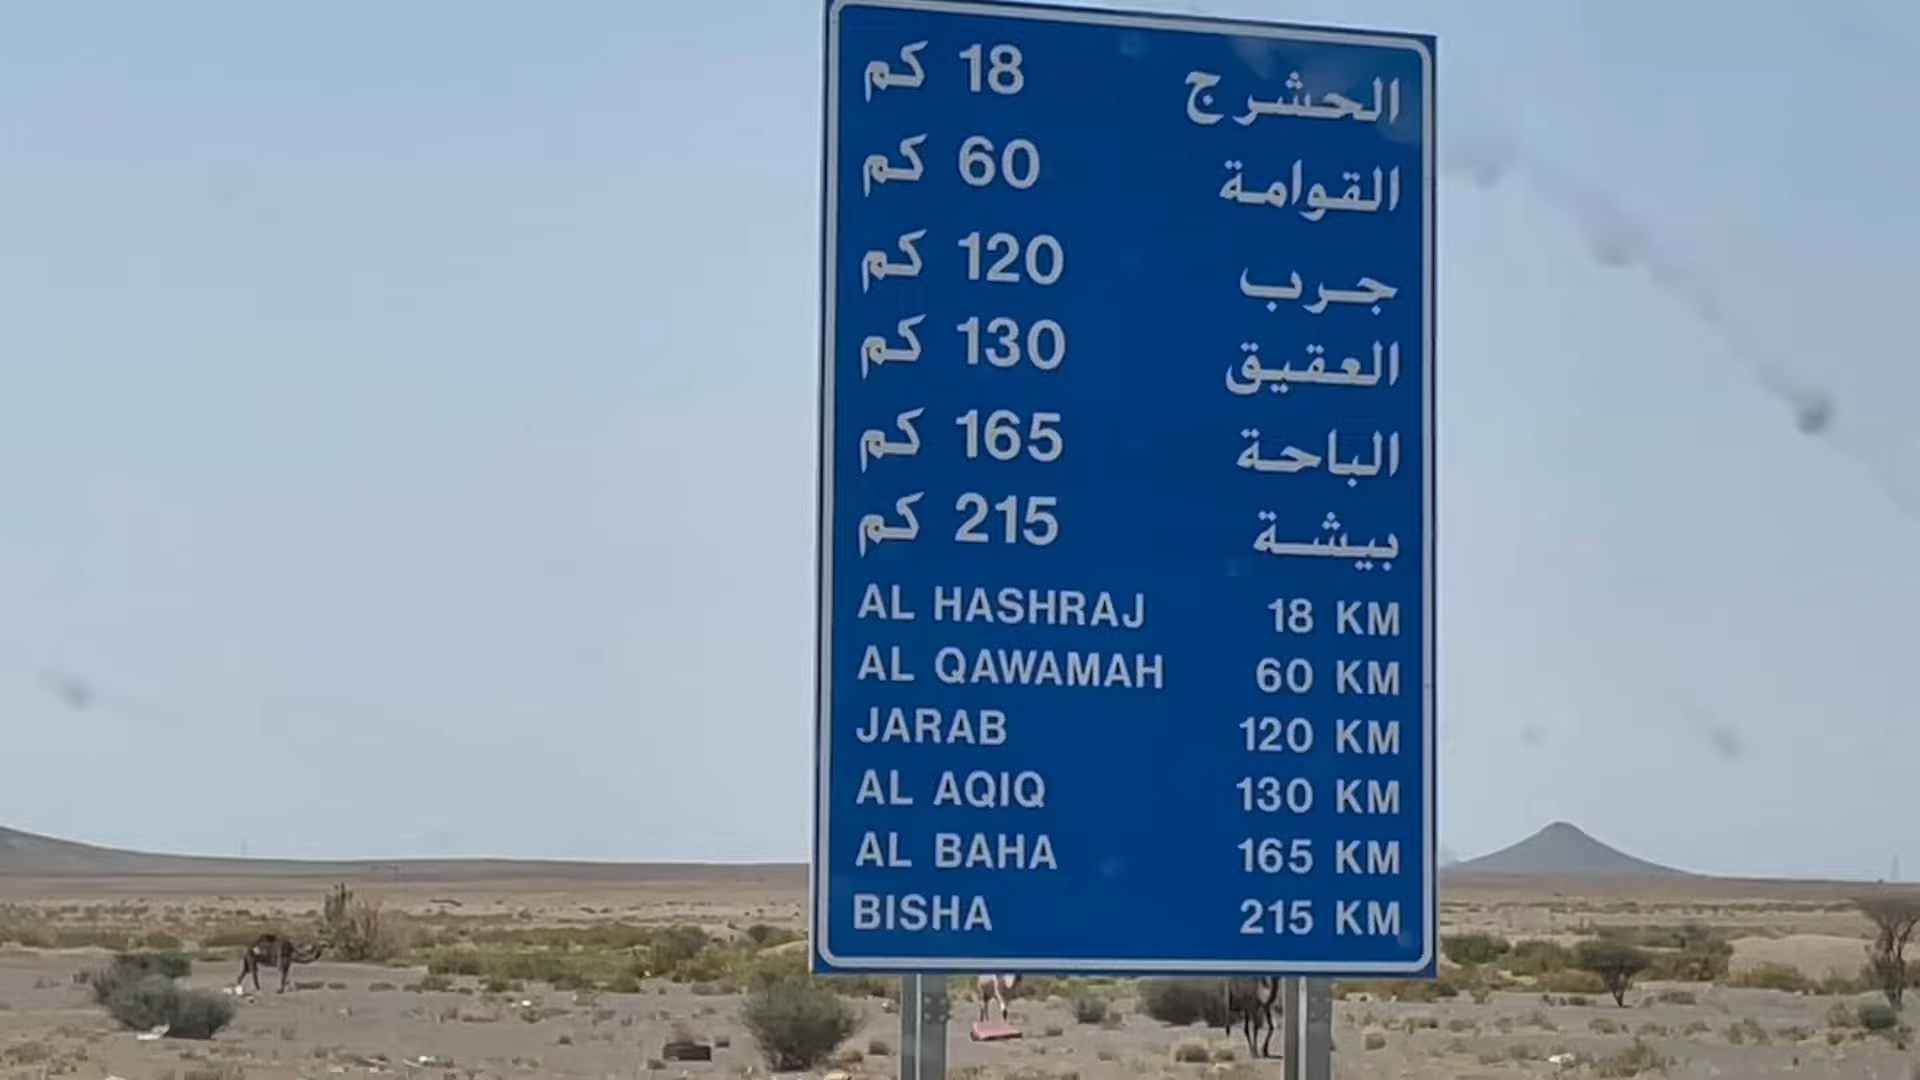 الحشرج 18 كم
القوامة 60 كم
جرب 120 كم
العقيق 130 كم
الباحة 165 كم
بيشة 215 كم
AL HASHRAJ 18 KM
AL QAWAMAH 60 KM
JARAB 120 KM
AL AQIQ 130 KM
AL BAHA 165 KM
BISHA 215 KM